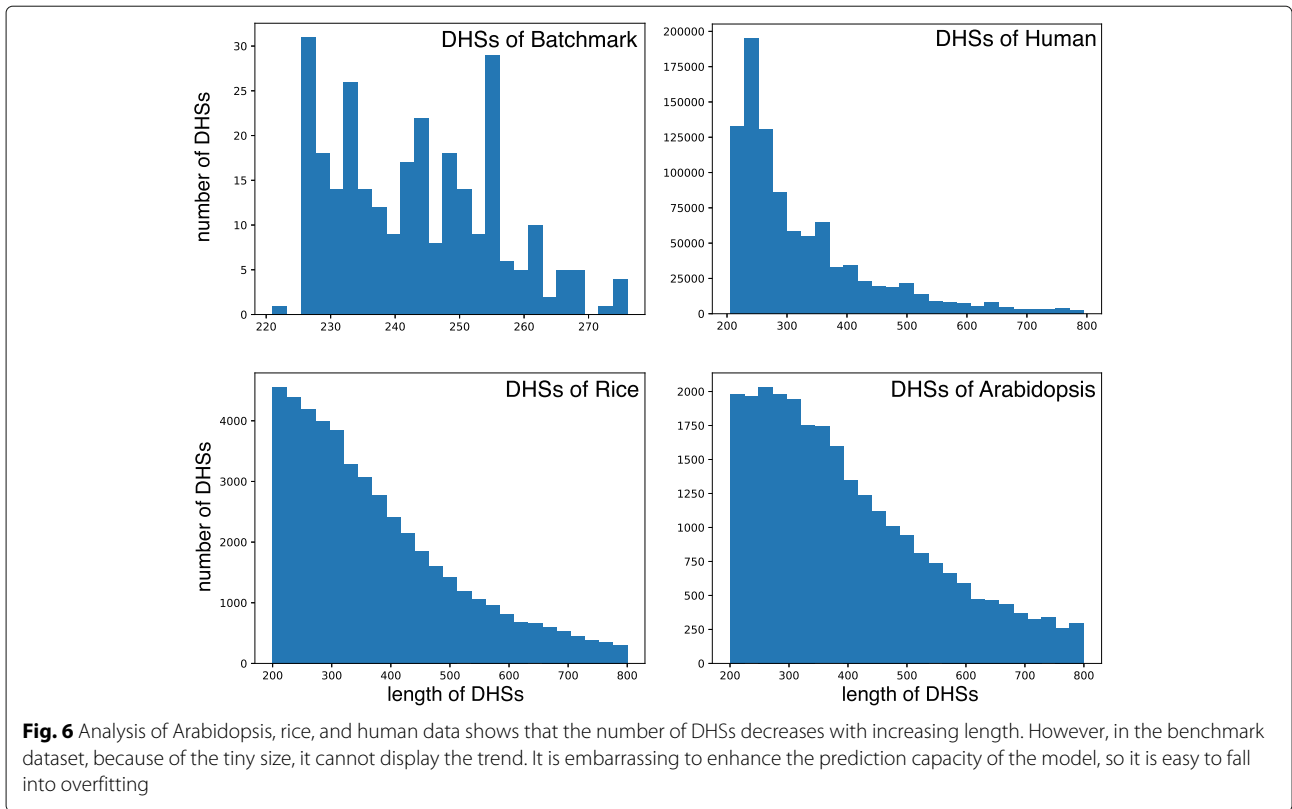 DHSs of Batchmark
number of DHSs
30
25
20
15
10
5
0
220 230 240 250 260 270
DHSs of Human
200000
175000
150000
125000
100000
75000
50000
25000
0
200 300 400 500 600 700 800
DHSs of Rice
number of DHSs
4000
3000
2000
1000
0
200 300 400 500 600 700 800
length of DHSs
DHSs of Arabidopsis
2000
1750
1500
1250
1000
750
500
250
0
200 300 400 500 600 700 800
length of DHSs
Fig. 6 Analysis of Arabidopsis, rice, and human data shows that the number of DHSs decreases with increasing length. However, in the benchmark
dataset, because of the tiny size, it cannot display the trend. It is embarrassing to enhance the prediction capacity of the model, so it is easy to fall
into overfitting